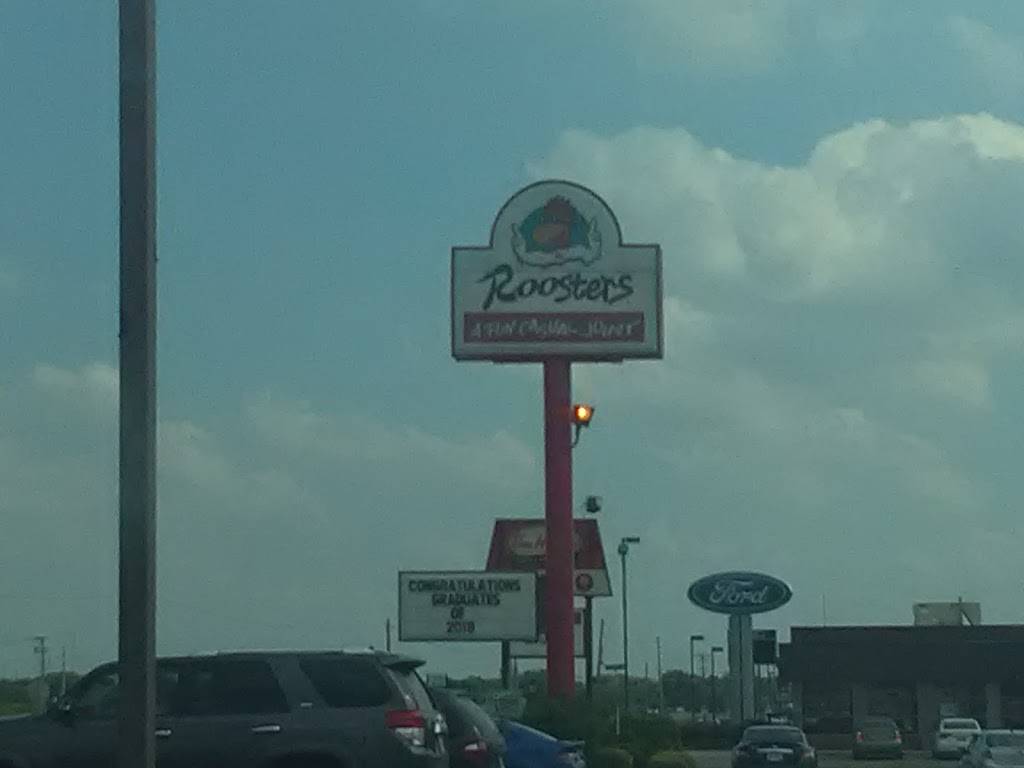 Roosters
A FUN CASUAL JOINT
CONGRATULATIONS
GRADUATES
OF
2018
Ford